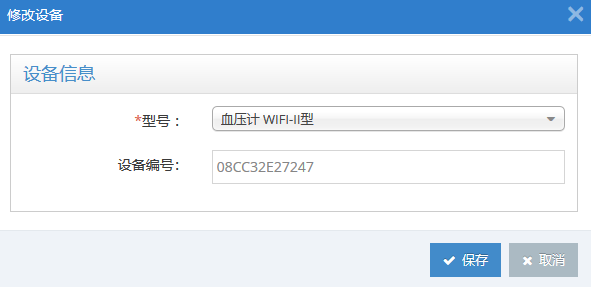 修改设备
设备信息
*型号：
血压计 WIFI-II型
设备编号:
08CC32E27247
保存
取消